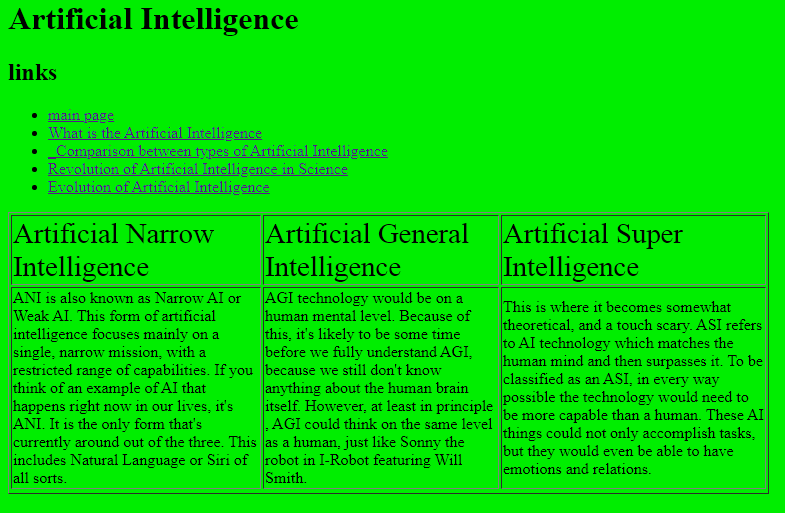 Artificial Intelligence
links
main page
What is the Artificial Intelligence
_Comparison between types of Artificial Intelligence
Revolution of Artificial Intelligence in Science
Evolution of Artificial Intelligence
Artificial Narrow
Intelligence
Artificial General
Intelligence
Artificial Super
Intelligence
ANI is also known as Narrow AI or
Weak AI. This form of artificial
intelligence focuses mainly on a
single, narrow mission, with a
restricted range of capabilities. If you
think of an example of AI that
happens right now in our lives, it's
ANI. It is the only form that's
currently around out of the three. This
includes Natural Language or Siri of
all sorts.
AGI technology would be on a
human mental level. Because of
this, it's likely to be some time
before we fully understand AGI,
because we still don't know
anything about the human brain
itself. However, at least in principle
, AGI could think on the same level
as a human, just like Sonny the
robot in I-Robot featuring Will
Smith.
This is where it becomes somewhat
theoretical, and a touch scary. ASI refers
to AI technology which matches the
human mind and then surpasses it. To be
classified as an ASI, in every way
possible the technology would need to
be more capable than a human. These AI
things could not only accomplish tasks,
but they would even be able to have
emotions and relations.